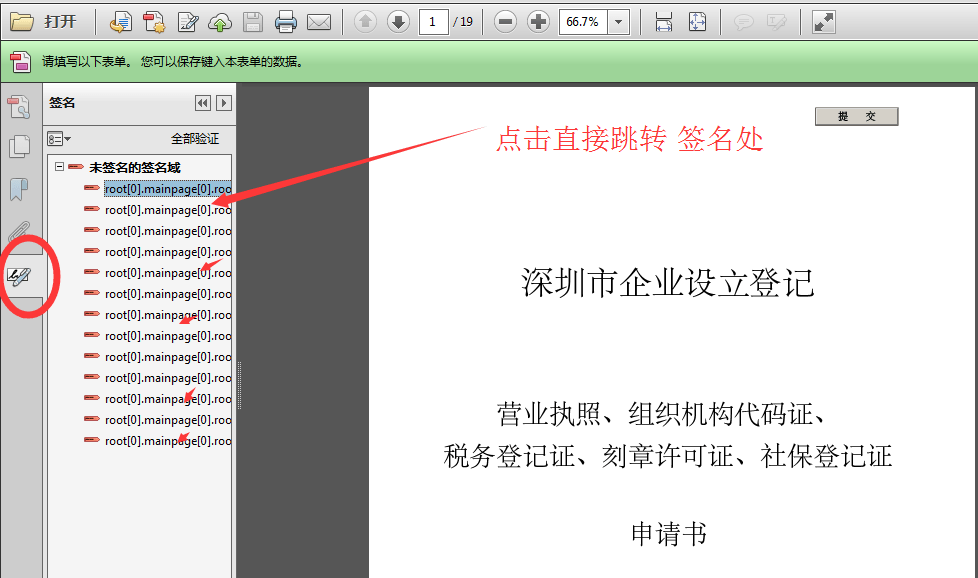 打开
1
/ 19
66.7%
请填写以下表单。您可以保存键入本表单的数据。
签名
全部验证
未签名的签名域
root[0].mainpage[0].roo
root[0].mainpage[0].roo
root[0].mainpage[0].roo
root[0].mainpage[0].roo
root[0].mainpage[0].roo
root[0].mainpage[0].roo
root[0].mainpage[0].roo
root[0].mainpage[0].roo
root[0].mainpage[0].roo
root[0].mainpage[0].roo
root[0].mainpage[0].roo
root[0].mainpage[0].roo
root[0].mainpage[0].roo
提 交
点击直接跳转 签名处
深圳市企业设立登记
营业执照、组织机构代码证、
税务登记证、刻章许可证、社保登记证
申请书